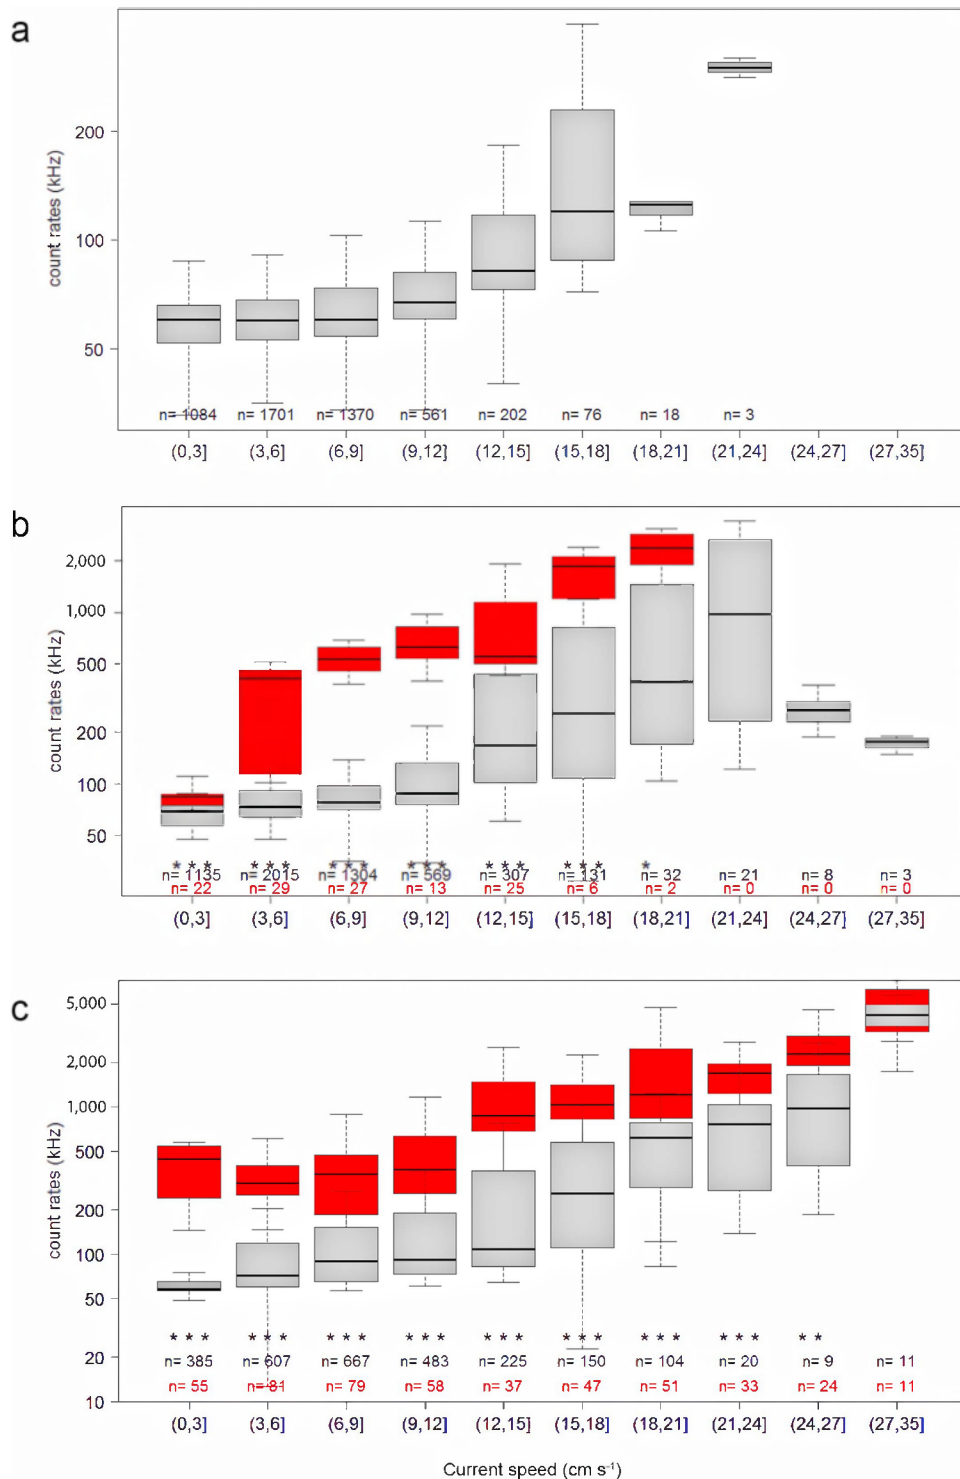 a
count rates (kHz)
200
100
50
n= 1084 n= 1701 n= 1370 n= 561 n= 202 n= 76 n= 18 n= 3
(0,3] (3,6] (6,9] (9,12] (12,15] (15,18] (18,21] (21,24] (24,27] (27,35]
b
count rates (kHz)
2,000
1,000
500
200
100
50
* * * * * * * * * * * * * * * * * * *
n= 1135 n= 2015 n= 1304 n= 569 n= 307 n= 131 n= 32 n= 21 n= 8 n= 3
n= 22 n= 29 n= 27 n= 13 n= 25 n= 6 n= 2 n= 0 n= 0 n= 0
(0,3] (3,6] (6,9] (9,12] (12,15] (15,18] (18,21] (21,24] (24,27] (27,35]
c
count rates (kHz)
5,000
2,000
1,000
500
200
100
50
20
10
* * * * * * * * * * * * * * * * * * * * * * * * * *
n= 385 n= 607 n= 667 n= 483 n= 225 n= 150 n= 104 n= 20 n= 9 n= 11
n= 55 n= 81 n= 79 n= 58 n= 37 n= 47 n= 51 n= 33 n= 24 n= 11
(0,3] (3,6] (6,9] (9,12] (12,15] (15,18] (18,21] (21,24] (24,27] (27,35]
Current speed (cm s⁻¹)